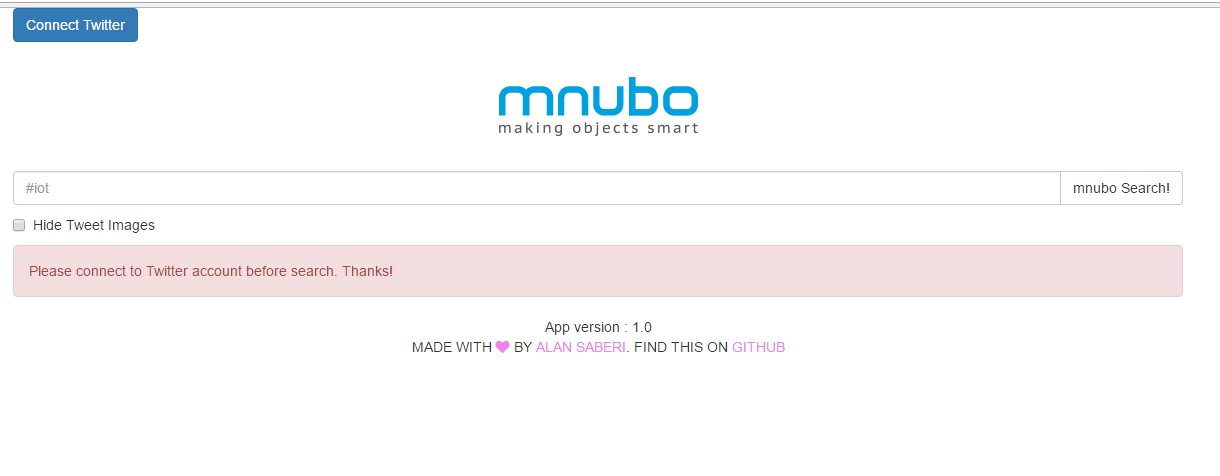 Connect Twitter
mnubo
making objects smart
#iot
mnubo Search!
Hide Tweet Images
Please connect to Twitter account before search. Thanks!
App version : 1.0
MADE WITH ♥ BY ALAN SABERI. FIND THIS ON GITHUB